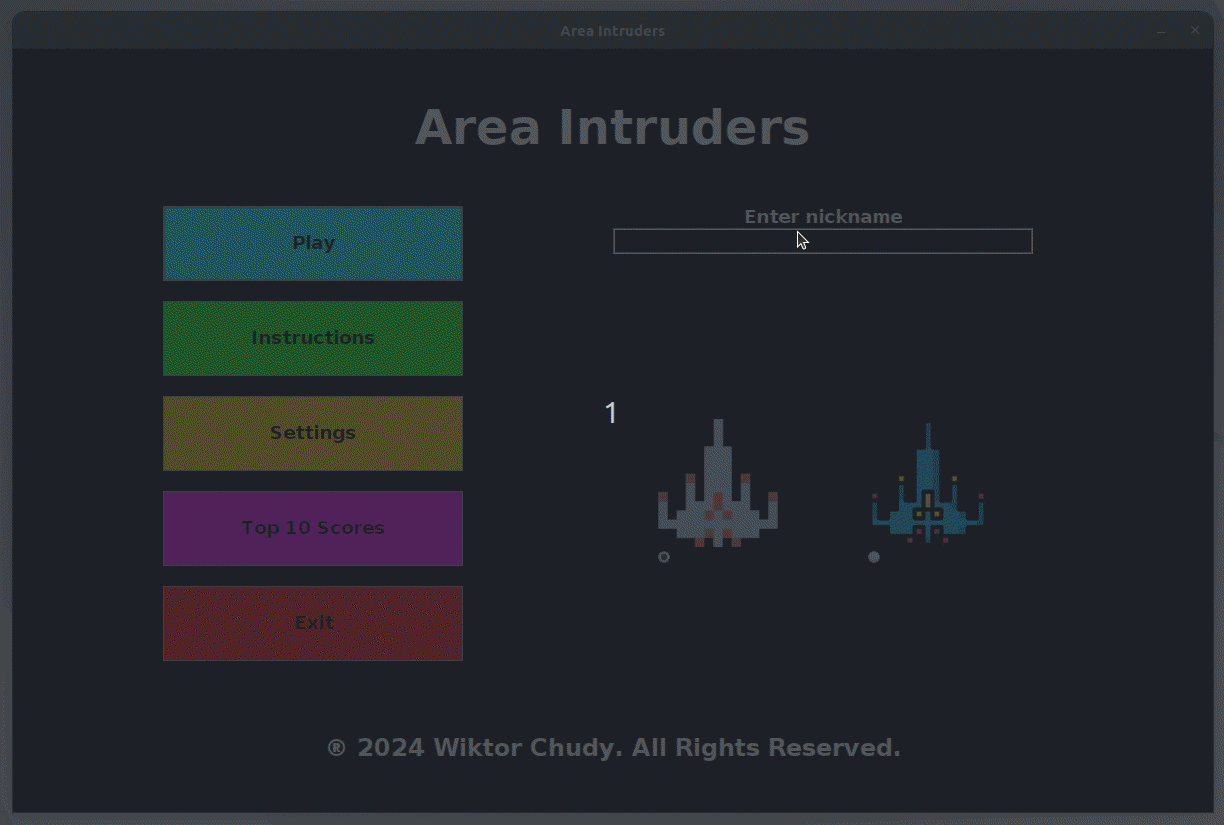 Area Intruders
Area Intruders
Play
Enter nickname
Instructions
1
Settings
Top 10 Scores
Exit
® 2024 Wiktor Chudy. All Rights Reserved.